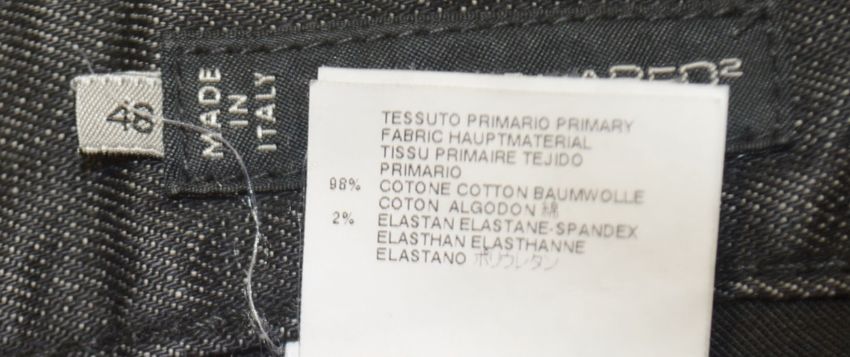 48
MADE
IN
ITALY
TESSUTO PRIMARIO PRIMARY
FABRIC HAUPTMATERIAL
TISSU PRIMAIRE TEJIDO
PRIMARIO
98% COTONE COTTON BAUMWOLLE
COTON ALGODON 綿
2% ELASTAN ELASTANE-SPANDEX
ELASTHAN ELASTHANNE
ELASTANO ポリウレタン